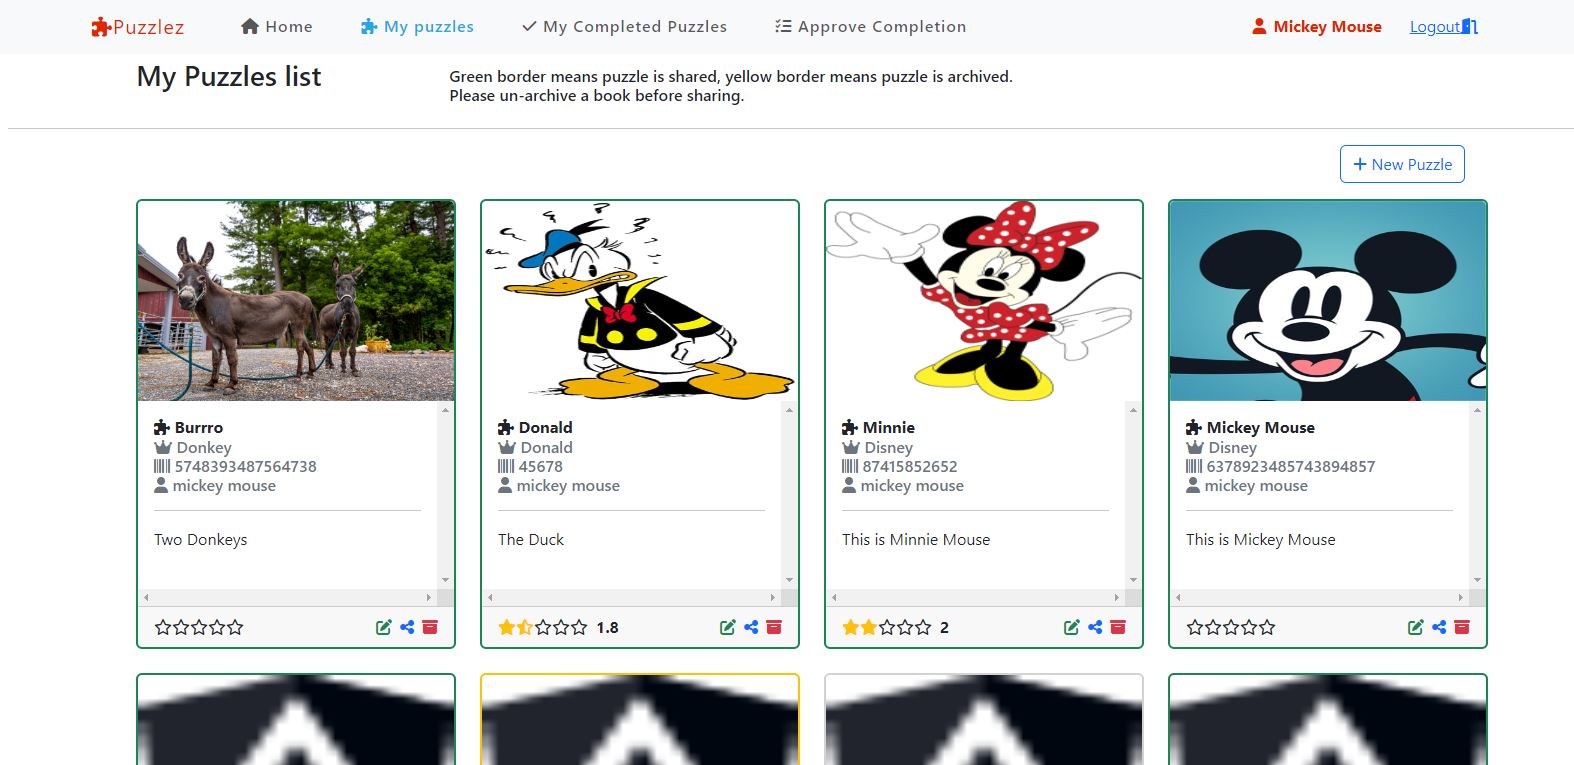 Puzzlez Home My puzzles My Completed Puzzles Approve Completion Mickey Mouse Logout
My Puzzles list
Green border means puzzle is shared, yellow border means puzzle is archived.
Please un-archive a book before sharing.
New Puzzle
Burrro
Donkey
5748393487564738
mickey mouse
Two Donkeys
Donald
Donald
45678
mickey mouse
The Duck
1.8
Minnie
Disney
87415852652
mickey mouse
This is Minnie Mouse
2
Mickey Mouse
Disney
6378923485743894857
mickey mouse
This is Mickey Mouse